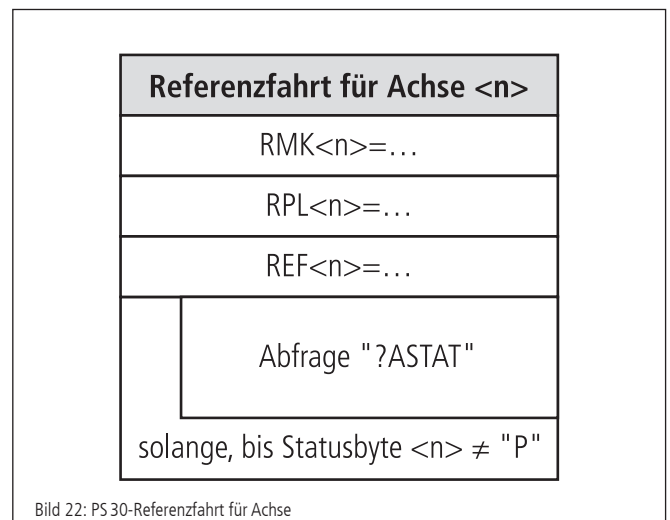 Referenzfahrt für Achse <n>
RMK<n>=…
RPL<n>=…
REF<n>=…
Abfrage "?ASTAT"
solange, bis Statusbyte <n> ≠ "P"
Bild 22: PS 30-Referenzfahrt für Achse